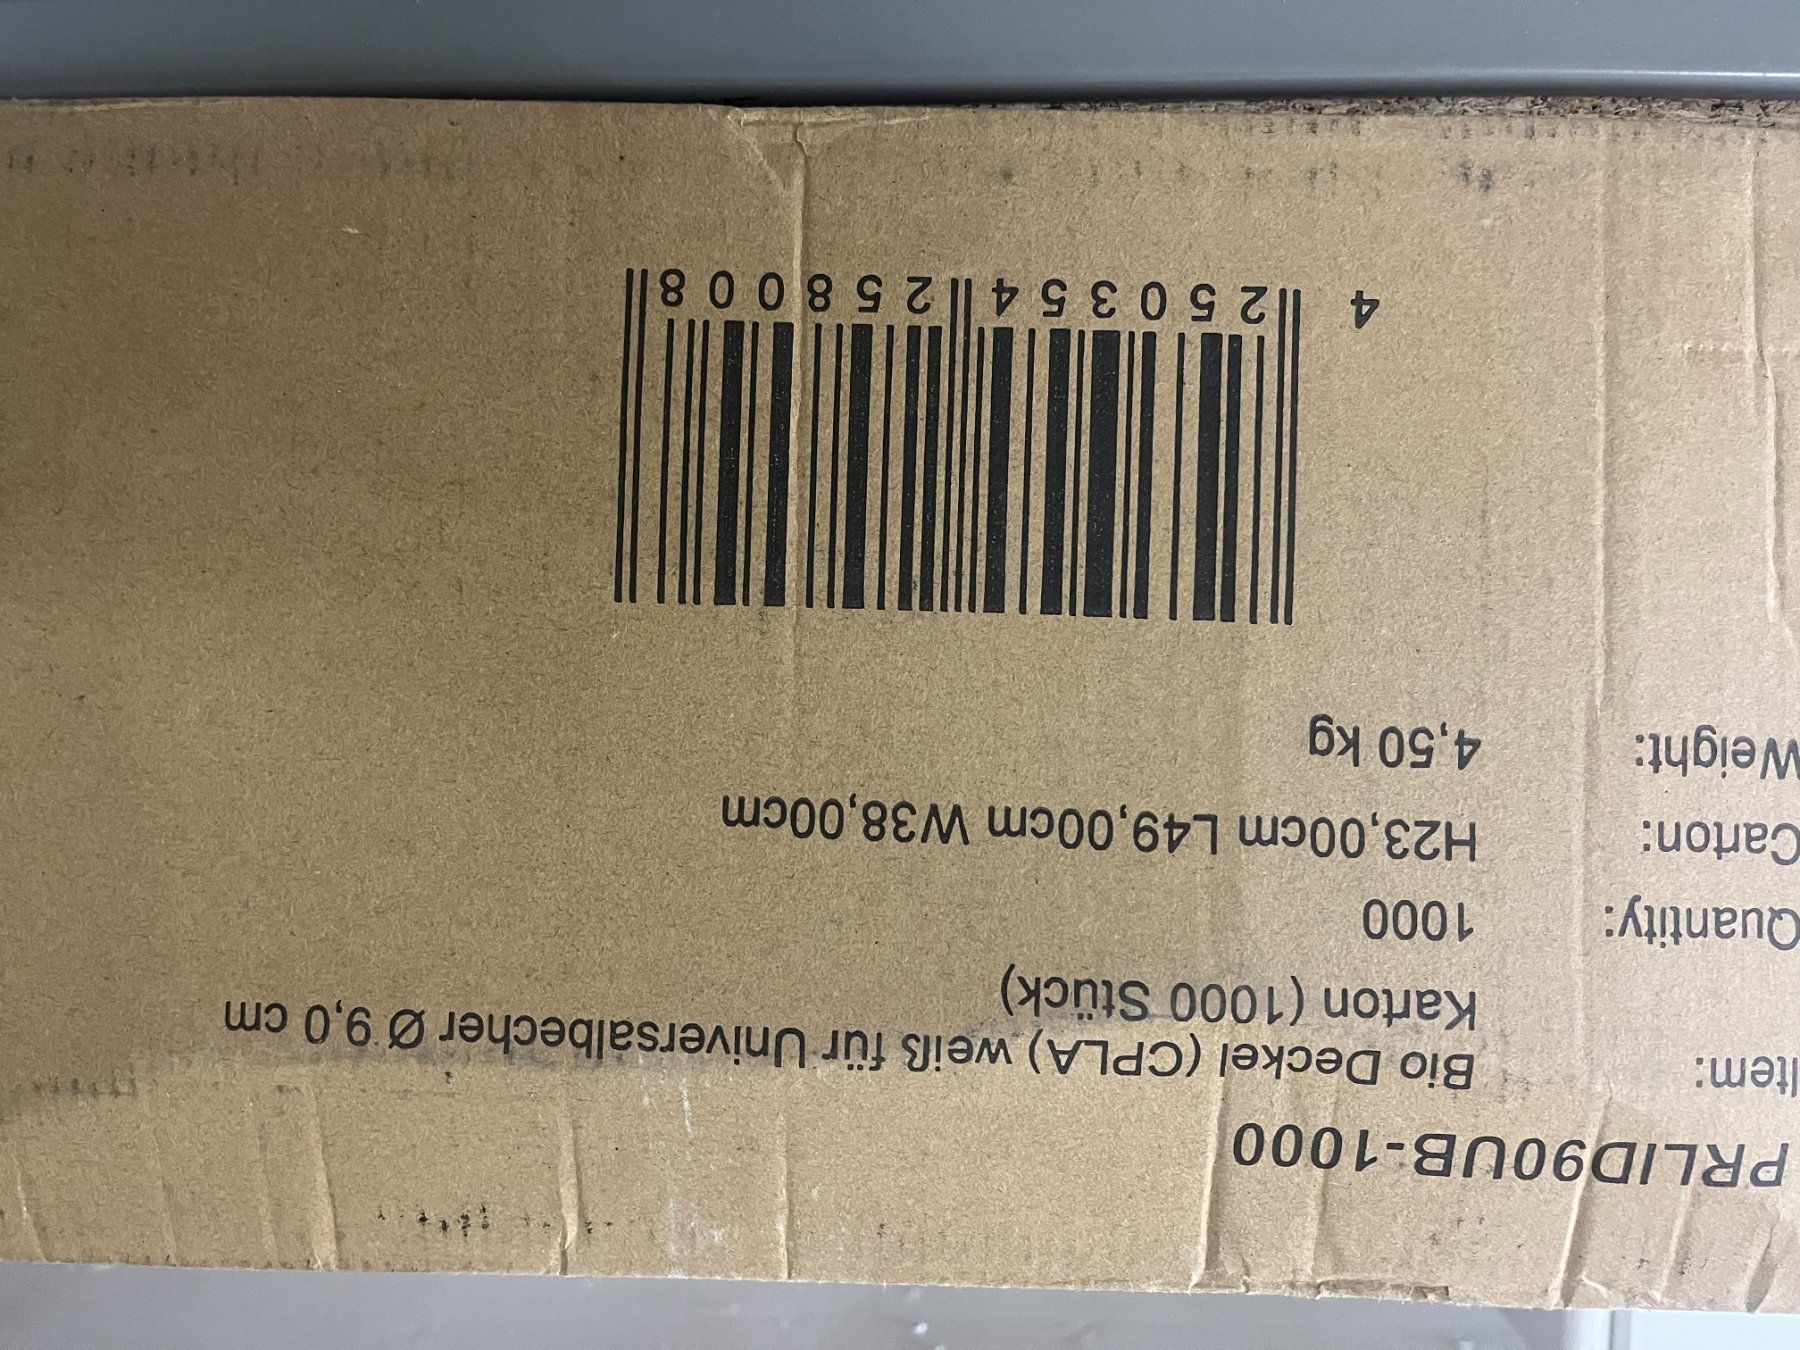 PRLID90UB-1000
Item: Bio Deckel (CPLA) weiß für Universalbecher Ø 9,0 cm
Karton (1000 Stück)
Quantity: 1000
Carton: H23,00cm L49,00cm W38,00cm
Weight: 4,50 kg
4 250354 258008